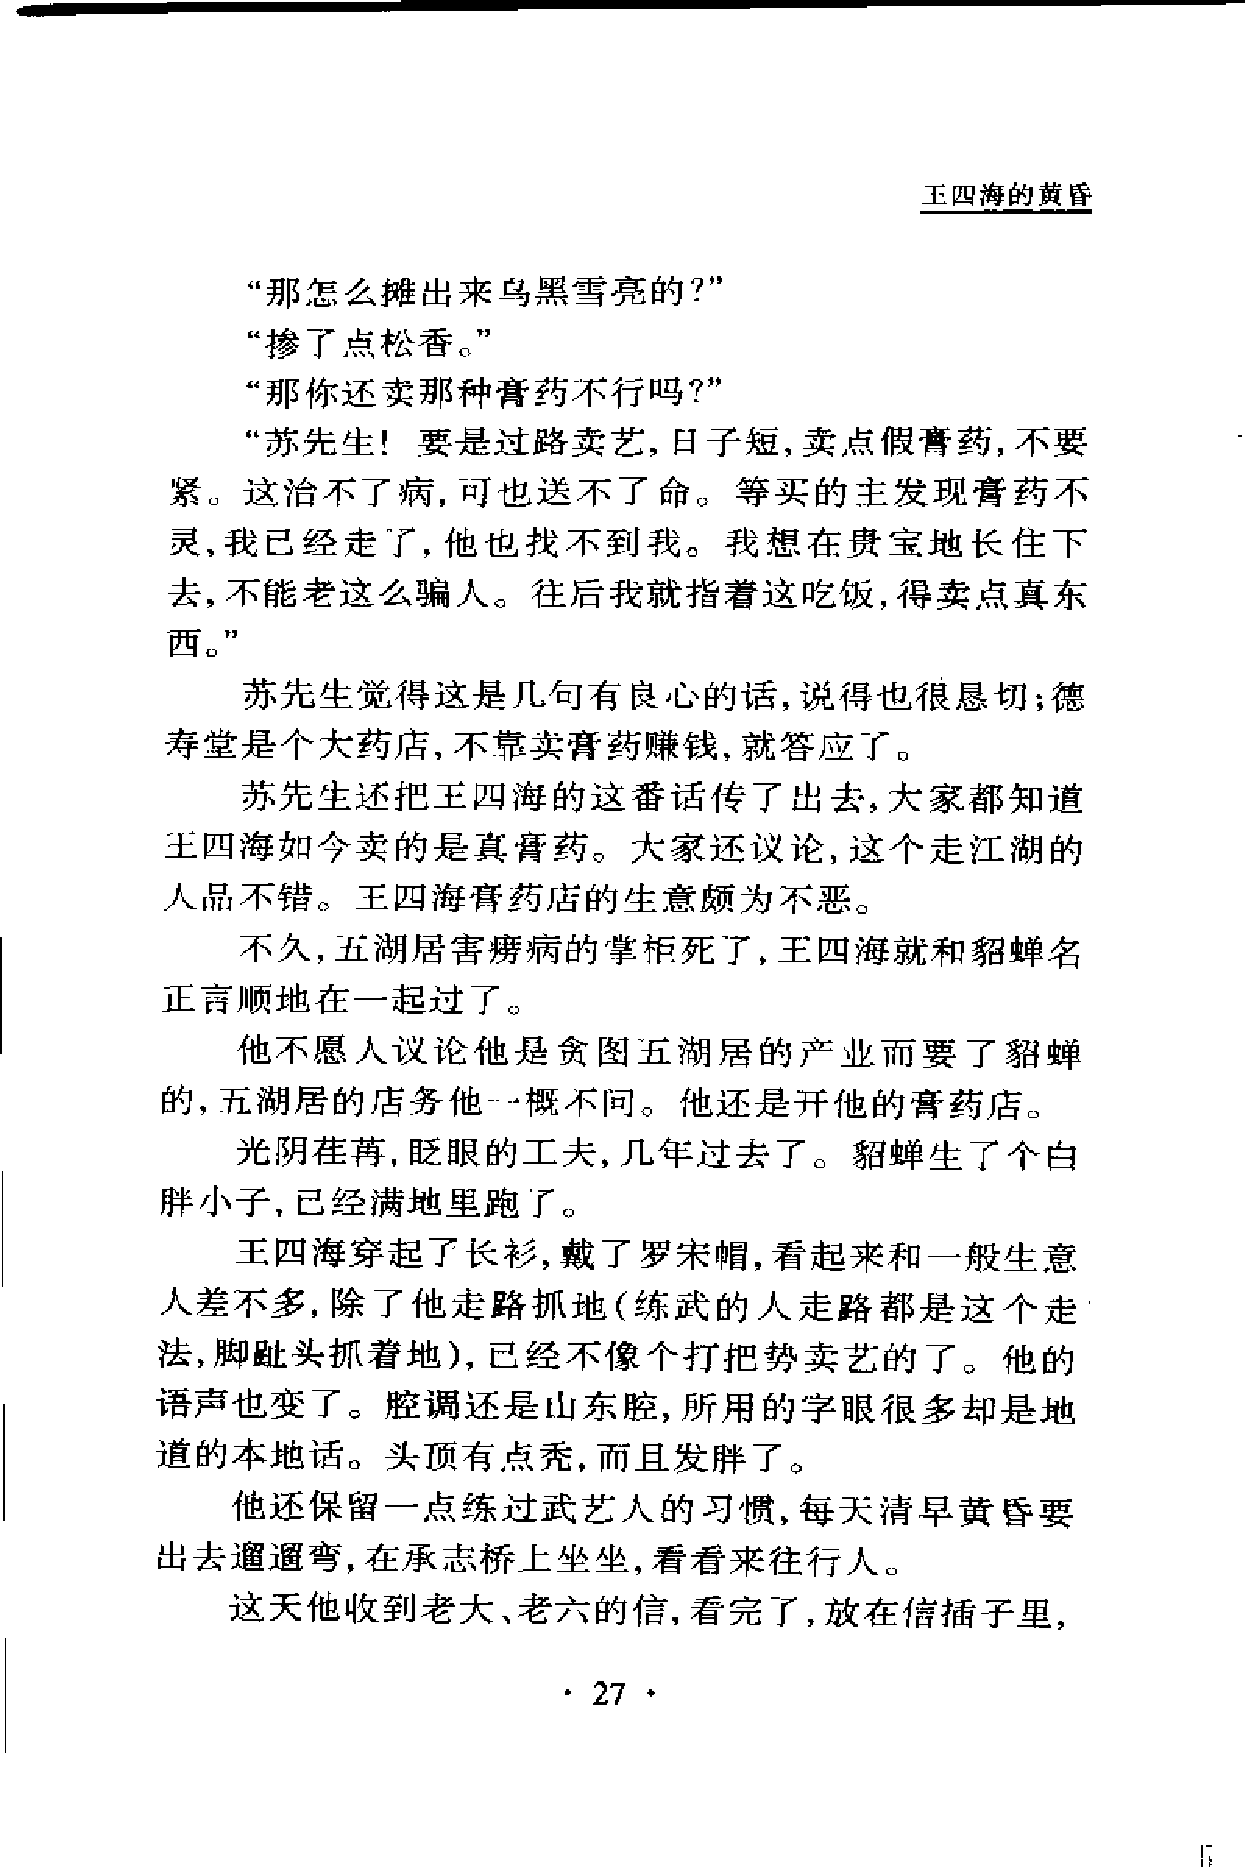 王四海的黄昏
“那怎么摊出来乌黑雪亮的?”
“掺了点松香。”
“那你还卖那种膏药不行吗?”
“苏先生! 要是过路卖艺,日子短,卖点假膏药,不要
紧。这治不了病,可也送不了命。等买的主发现膏药不
灵,我已经走了,他也找不到我。我想在贵宝地长住下
去,不能老这么骗人。往后我就指着这吃饭,得卖点真东
西。”
苏先生觉得这是几句有良心的话,说得也很恳切;德
寿堂是个大药店,不靠卖膏药赚钱,就答应了。
苏先生还把王四海的这番话传了出去,大家都知道
王四海如今卖的是真膏药。大家还议论,这个走江湖的
人品不错。王四海膏药店的生意颇为不恶。
不久,五湖居害痨病的掌柜死了,王四海就和貂蝉名
正言顺地在一起过了。
他不愿人议论他是贪图五湖居的产业而要了貂蝉
的,五湖居的店务他一概不问。他还是开他的膏药店。
光阴荏苒,眨眼的工夫,几年过去了。貂蝉生了个白
胖小子,已经满地里跑了。
王四海穿起了长衫,戴了罗宋帽,看起来和一般生意
人差不多,除了他走路抓地(练武的人走路都是这个走
法,脚趾头抓着地),已经不像个打把势卖艺的了。他的
语声也变了。腔调还是山东腔,所用的字眼很多却是地
道的本地话。头顶有点秃,而且发胖了。
他还保留一点练过武艺人的习惯,每天清早黄昏要
出去遛遛弯,在承志桥上坐坐,看看来往行人。
这天他收到老大、老六的信,看完了,放在信插子里,
· 27 ·